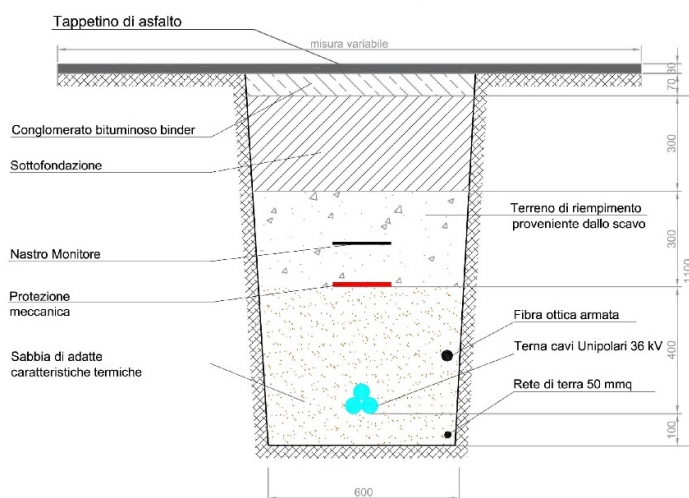 Tappetino di asfalto
misura variabile
30
70
Conglomerato bituminoso binder
300
Sottofondazione
Terreno di riempimento
proveniente dallo scavo
300
Nastro Monitore
1100
Protezione
meccanica
Fibra ottica armata
Terna cavi Unipolari 36 kV
400
Sabbia di adatte
caratteristiche termiche
Rete di terra 50 mmq
100
600